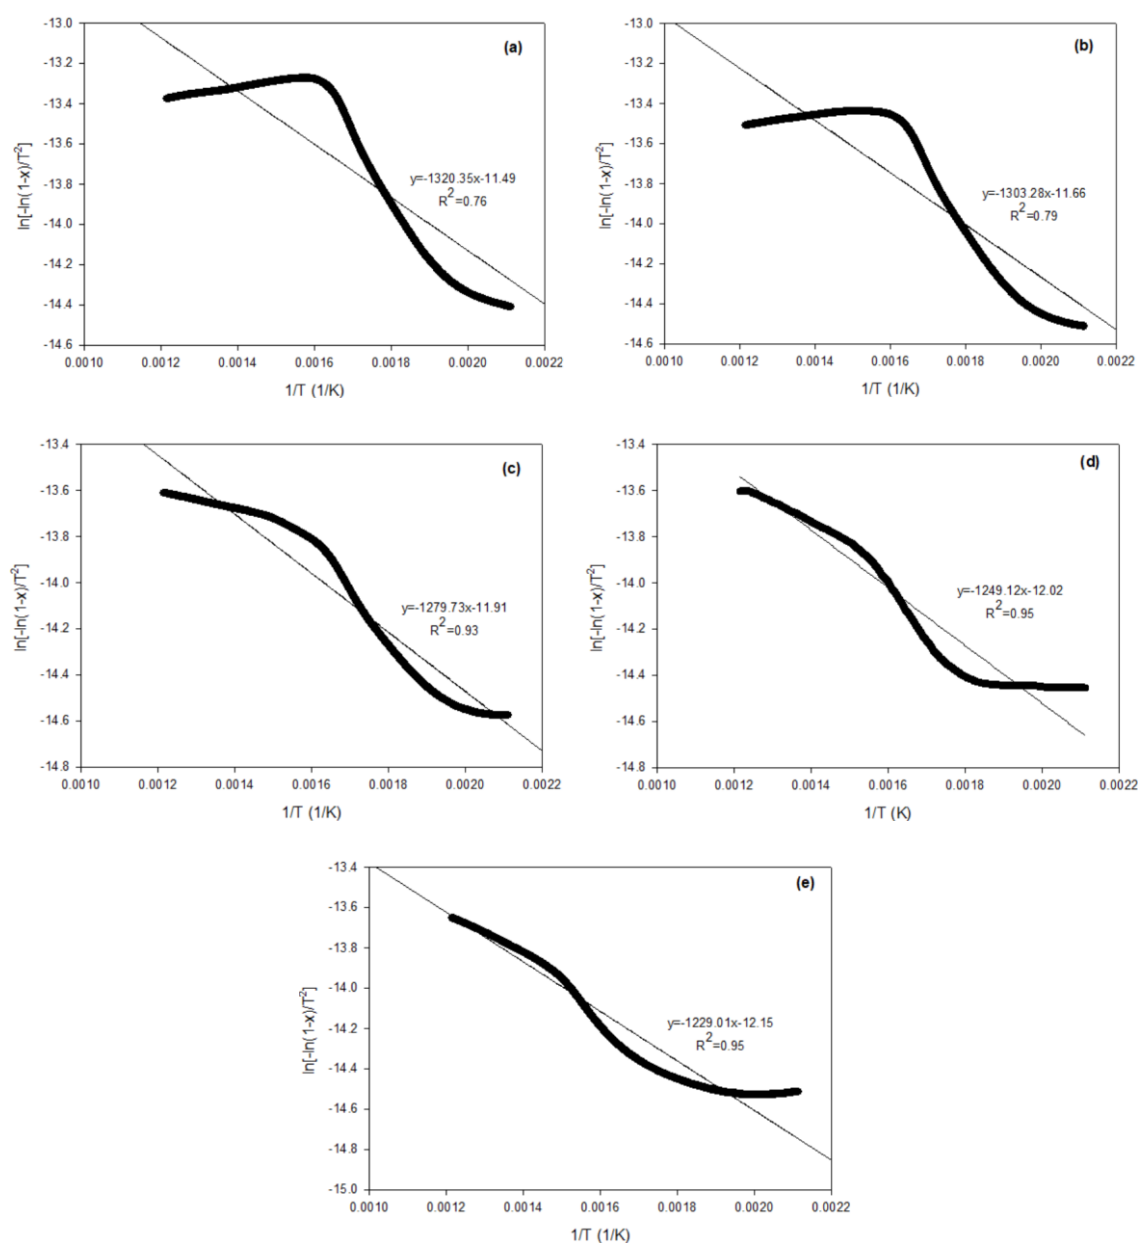 (a)
-13.0
-13.2
-13.4
-13.6
-13.8
-14.0
-14.2
-14.4
-14.6
ln[-ln(1-x)/T²]
y=-1320.35x-11.49
R²=0.76
0.0010 0.0012 0.0014 0.0016 0.0018 0.0020 0.0022
1/T (1/K)
(b)
-13.0
-13.2
-13.4
-13.6
-13.8
-14.0
-14.2
-14.4
-14.6
ln[-ln(1-x)/T²]
y=-1303.28x-11.66
R²=0.79
0.0010 0.0012 0.0014 0.0016 0.0018 0.0020 0.0022
1/T (1/K)
(c)
-13.4
-13.6
-13.8
-14.0
-14.2
-14.4
-14.6
-14.8
ln[-ln(1-x)/T²]
y=-1279.73x-11.91
R²=0.93
0.0010 0.0012 0.0014 0.0016 0.0018 0.0020 0.0022
1/T (1/K)
(d)
-13.4
-13.6
-13.8
-14.0
-14.2
-14.4
-14.6
-14.8
ln[-ln(1-x)/T²]
y=-1249.12x-12.02
R²=0.95
0.0010 0.0012 0.0014 0.0016 0.0018 0.0020 0.0022
1/T (K)
(e)
-13.4
-13.6
-13.8
-14.0
-14.2
-14.4
-14.6
-14.8
-15.0
ln[-ln(1-x)/T²]
y=-1229.01x-12.15
R²=0.95
0.0010 0.0012 0.0014 0.0016 0.0018 0.0020 0.0022
1/T (1/K)